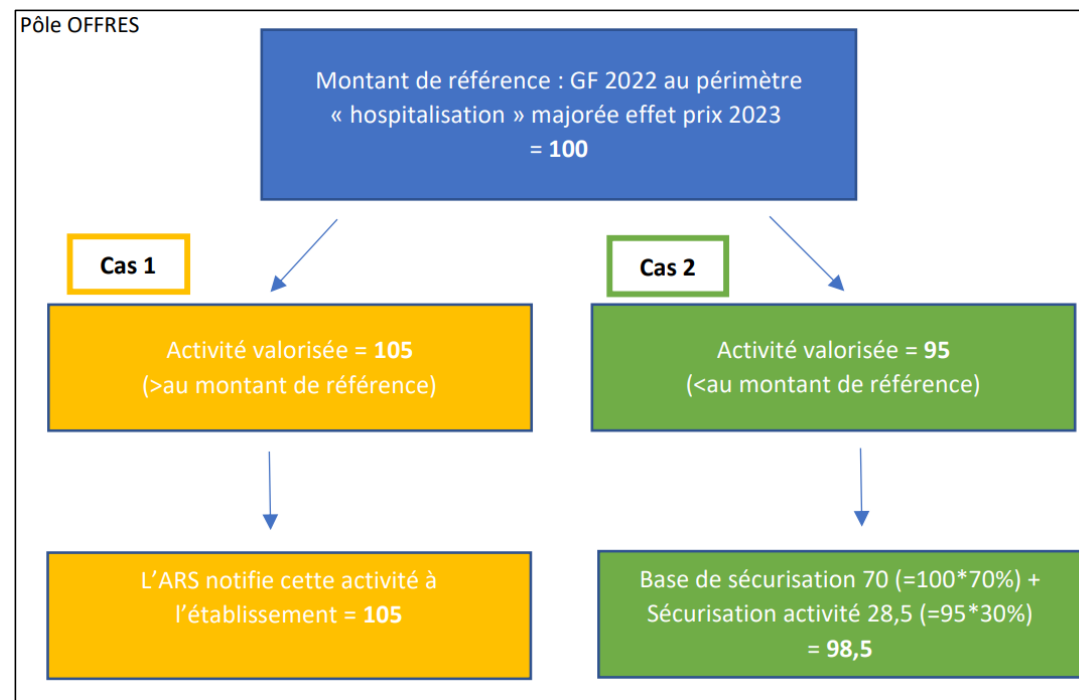 Pôle OFFRES
Montant de référence : GF 2022 au périmètre
« hospitalisation » majorée effet prix 2023
= 100
Cas 1
Cas 2
Activité valorisée = 105
(>au montant de référence)
Activité valorisée = 95
(<au montant de référence)
L'ARS notifie cette activité à
l'établissement = 105
Base de sécurisation 70 (=100*70%) +
Sécurisation activité 28,5 (=95*30%)
= 98,5